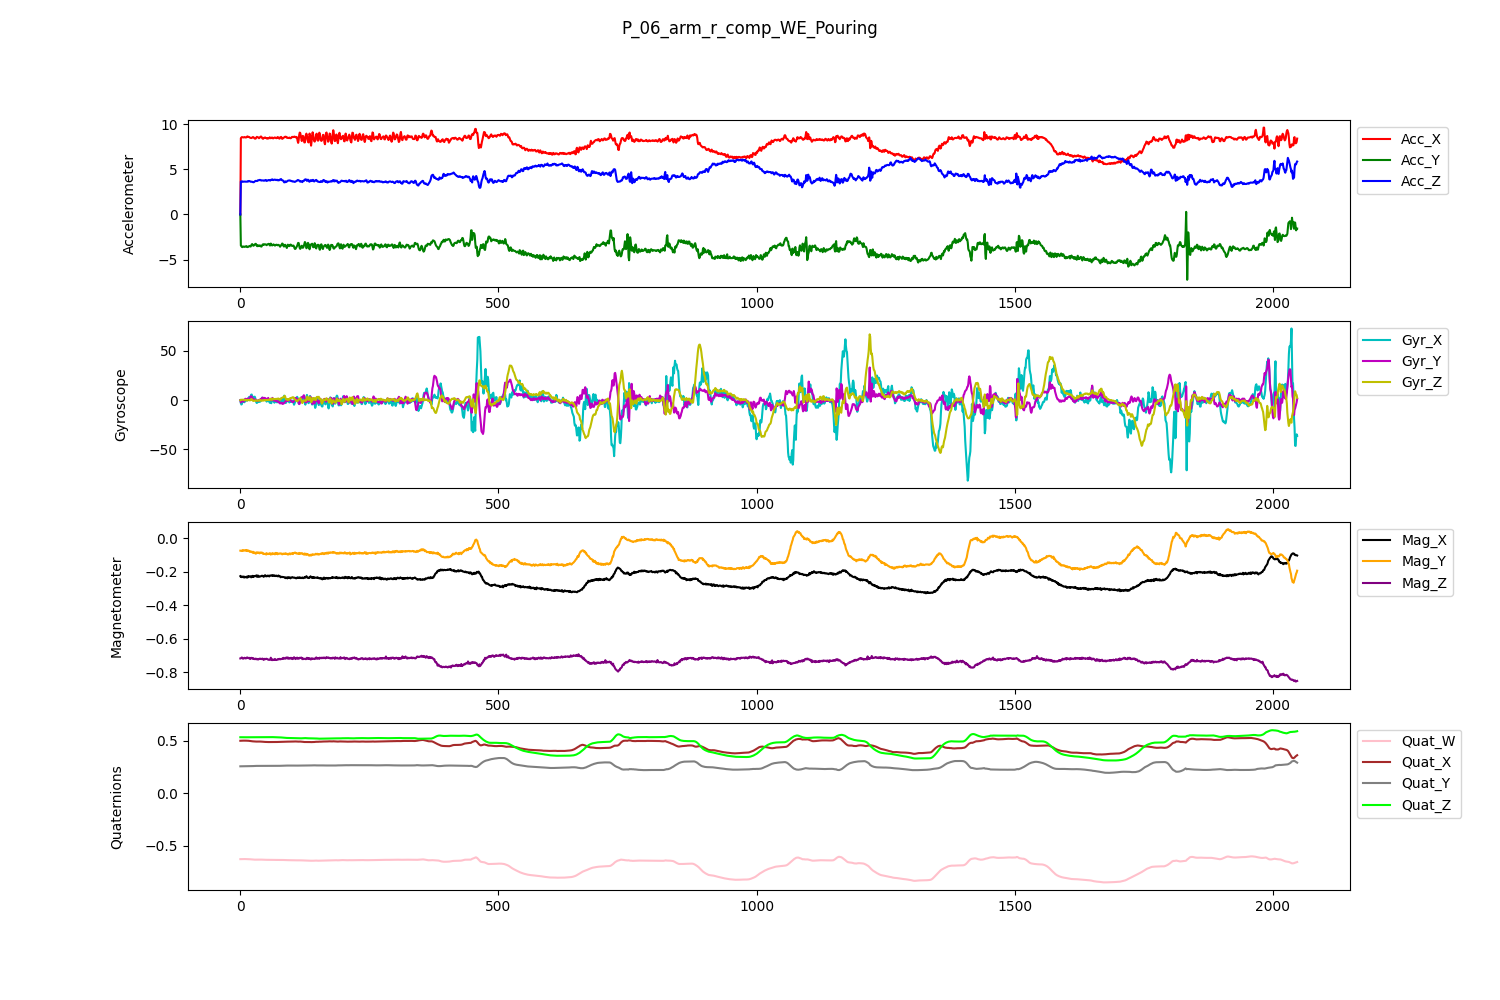 P_06_arm_r_comp_WE_Pouring
Accelerometer
10
5
0
−5
0
500
1000
1500
2000
Acc_X
Acc_Y
Acc_Z
Gyroscope
50
0
−50
0
500
1000
1500
2000
Gyr_X
Gyr_Y
Gyr_Z
Magnetometer
0.0
−0.2
−0.4
−0.6
−0.8
0
500
1000
1500
2000
Mag_X
Mag_Y
Mag_Z
Quaternions
0.5
0.0
−0.5
0
500
1000
1500
2000
Quat_W
Quat_X
Quat_Y
Quat_Z